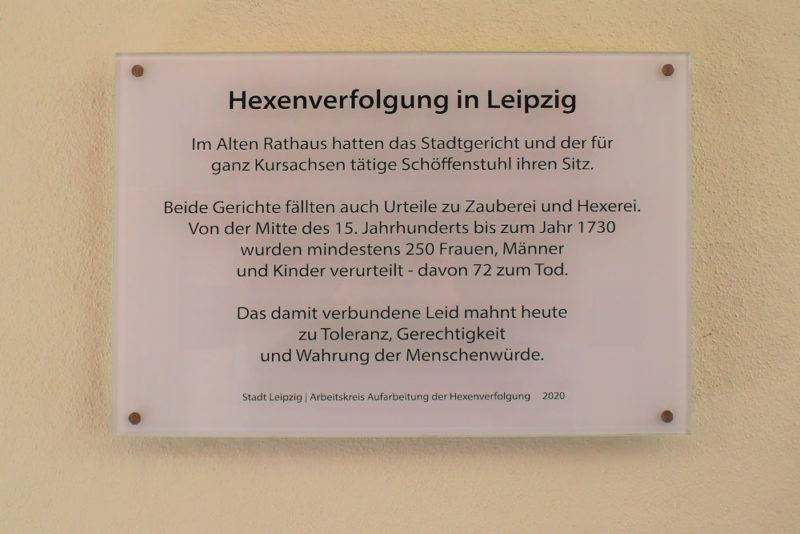 Hexenverfolgung in Leipzig
Im Alten Rathaus hatten das Stadtgericht und der für
ganz Kursachsen tätige Schöffenstuhl ihren Sitz.
Beide Gerichte fällten auch Urteile zu Zauberei und Hexerei.
Von der Mitte des 15. Jahrhunderts bis zum Jahr 1730
wurden mindestens 250 Frauen, Männer
und Kinder verurteilt - davon 72 zum Tod.
Das damit verbundene Leid mahnt heute
zu Toleranz, Gerechtigkeit
und Wahrung der Menschenwürde.
Stadt Leipzig | Arbeitskreis Aufarbeitung der Hexenverfolgung 2020